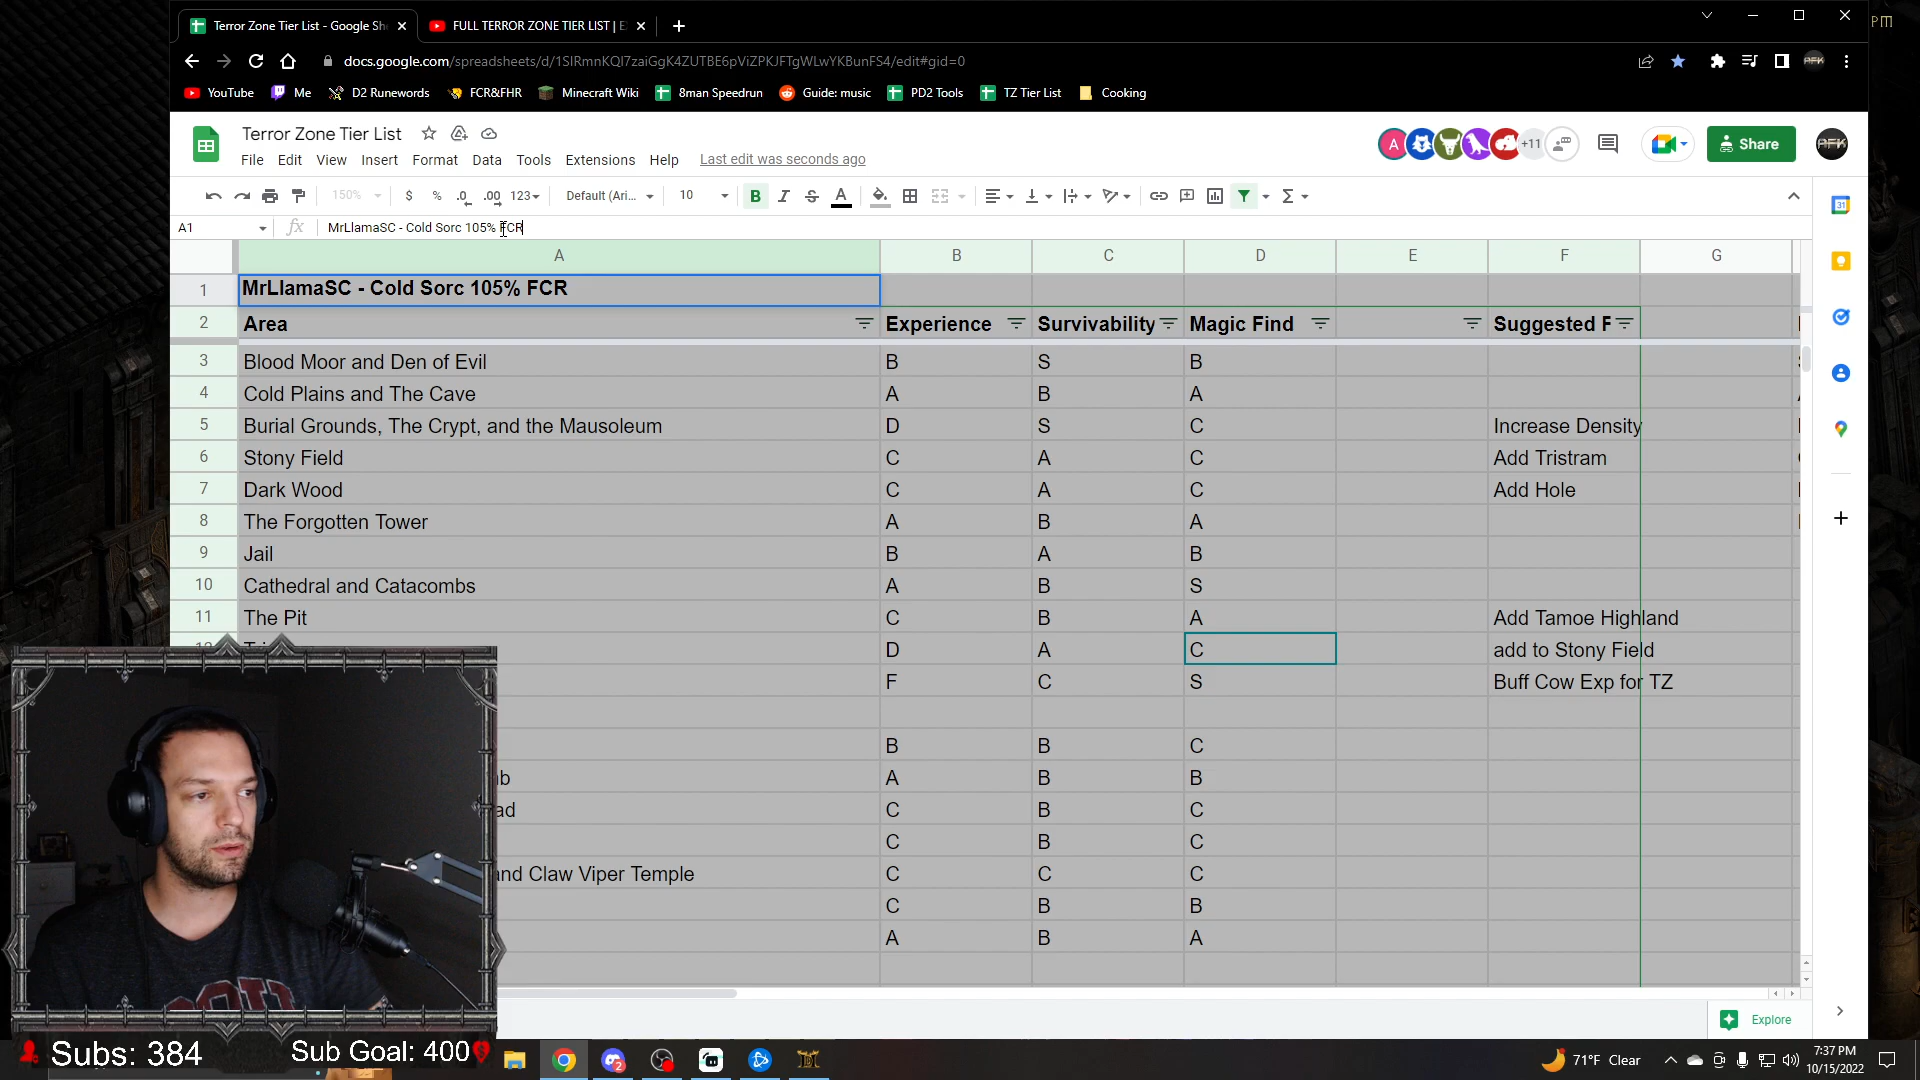 Terror Zone Tier List - Google She
FULL TERROR ZONE TIER LIST | E
docs.google.com/spreadsheets/d/1SlRmnKQl7zaiGgK4ZUTBE6pViZPKJFTgWLwYKBunFS4/edit#gid=0
YouTube Me D2 Runewords FCR&FHR Minecraft Wiki 8man Speedrun Guide: music PD2 Tools TZ Tier List Cooking
Terror Zone Tier List
+11 Share AFK
File Edit View Insert Format Data Tools Extensions Help Last edit was seconds ago
150% $ % .0 .00 123 Default (Ari... 10 B I S A
A1 fx MrLlamaSC - Cold Sorc 105% FCR
A B C D E F G
1 MrLlamaSC - Cold Sorc 105% FCR
2 Area Experience Survivability Magic Find Suggested F
3 Blood Moor and Den of Evil B S B
4 Cold Plains and The Cave A B A
5 Burial Grounds, The Crypt, and the Mausoleum D S C Increase Density
6 Stony Field C A C Add Tristram
7 Dark Wood C A C Add Hole
8 The Forgotten Tower A B A
9 Jail B A B
10 Cathedral and Catacombs A B S
11 The Pit C B A Add Tamoe Highland
D A C add to Stony Field
F C S Buff Cow Exp for TZ
B B C
nb A B B
ad C B C
C B C
and Claw Viper Temple C C C
C B B
A B A
Explore
Subs: 384 Sub Goal: 400
71°F Clear
7:37 PM
10/15/2022